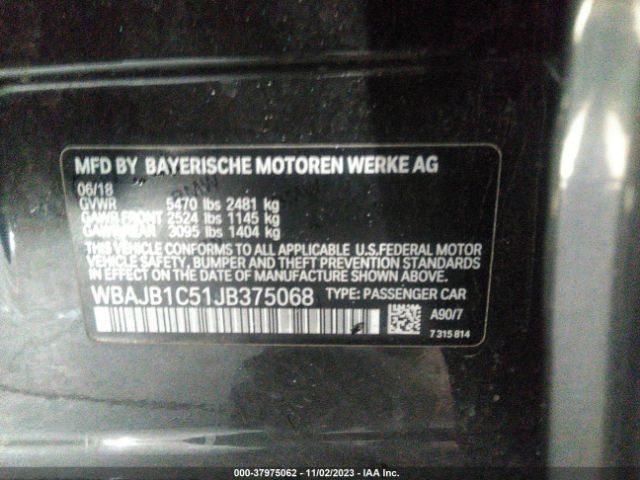 MFD BY BAYERISCHE MOTOREN WERKE AG
06/18
GVWR 5470 lbs 2481 kg
GAWR FRONT 2524 lbs 1145 kg
GAWR REAR 3095 lbs 1404 kg
THIS VEHICLE CONFORMS TO ALL APPLICABLE U.S.FEDERAL MOTOR
VEHICLE SAFETY, BUMPER AND THEFT PREVENTION STANDARDS
IN EFFECT ON THE DATE OF MANUFACTURE SHOWN ABOVE.
WBAJB1C51JB375068 TYPE: PASSENGER CAR
A90/7
7 315 814
000-37975062 - 11/02/2023 - IAA Inc.